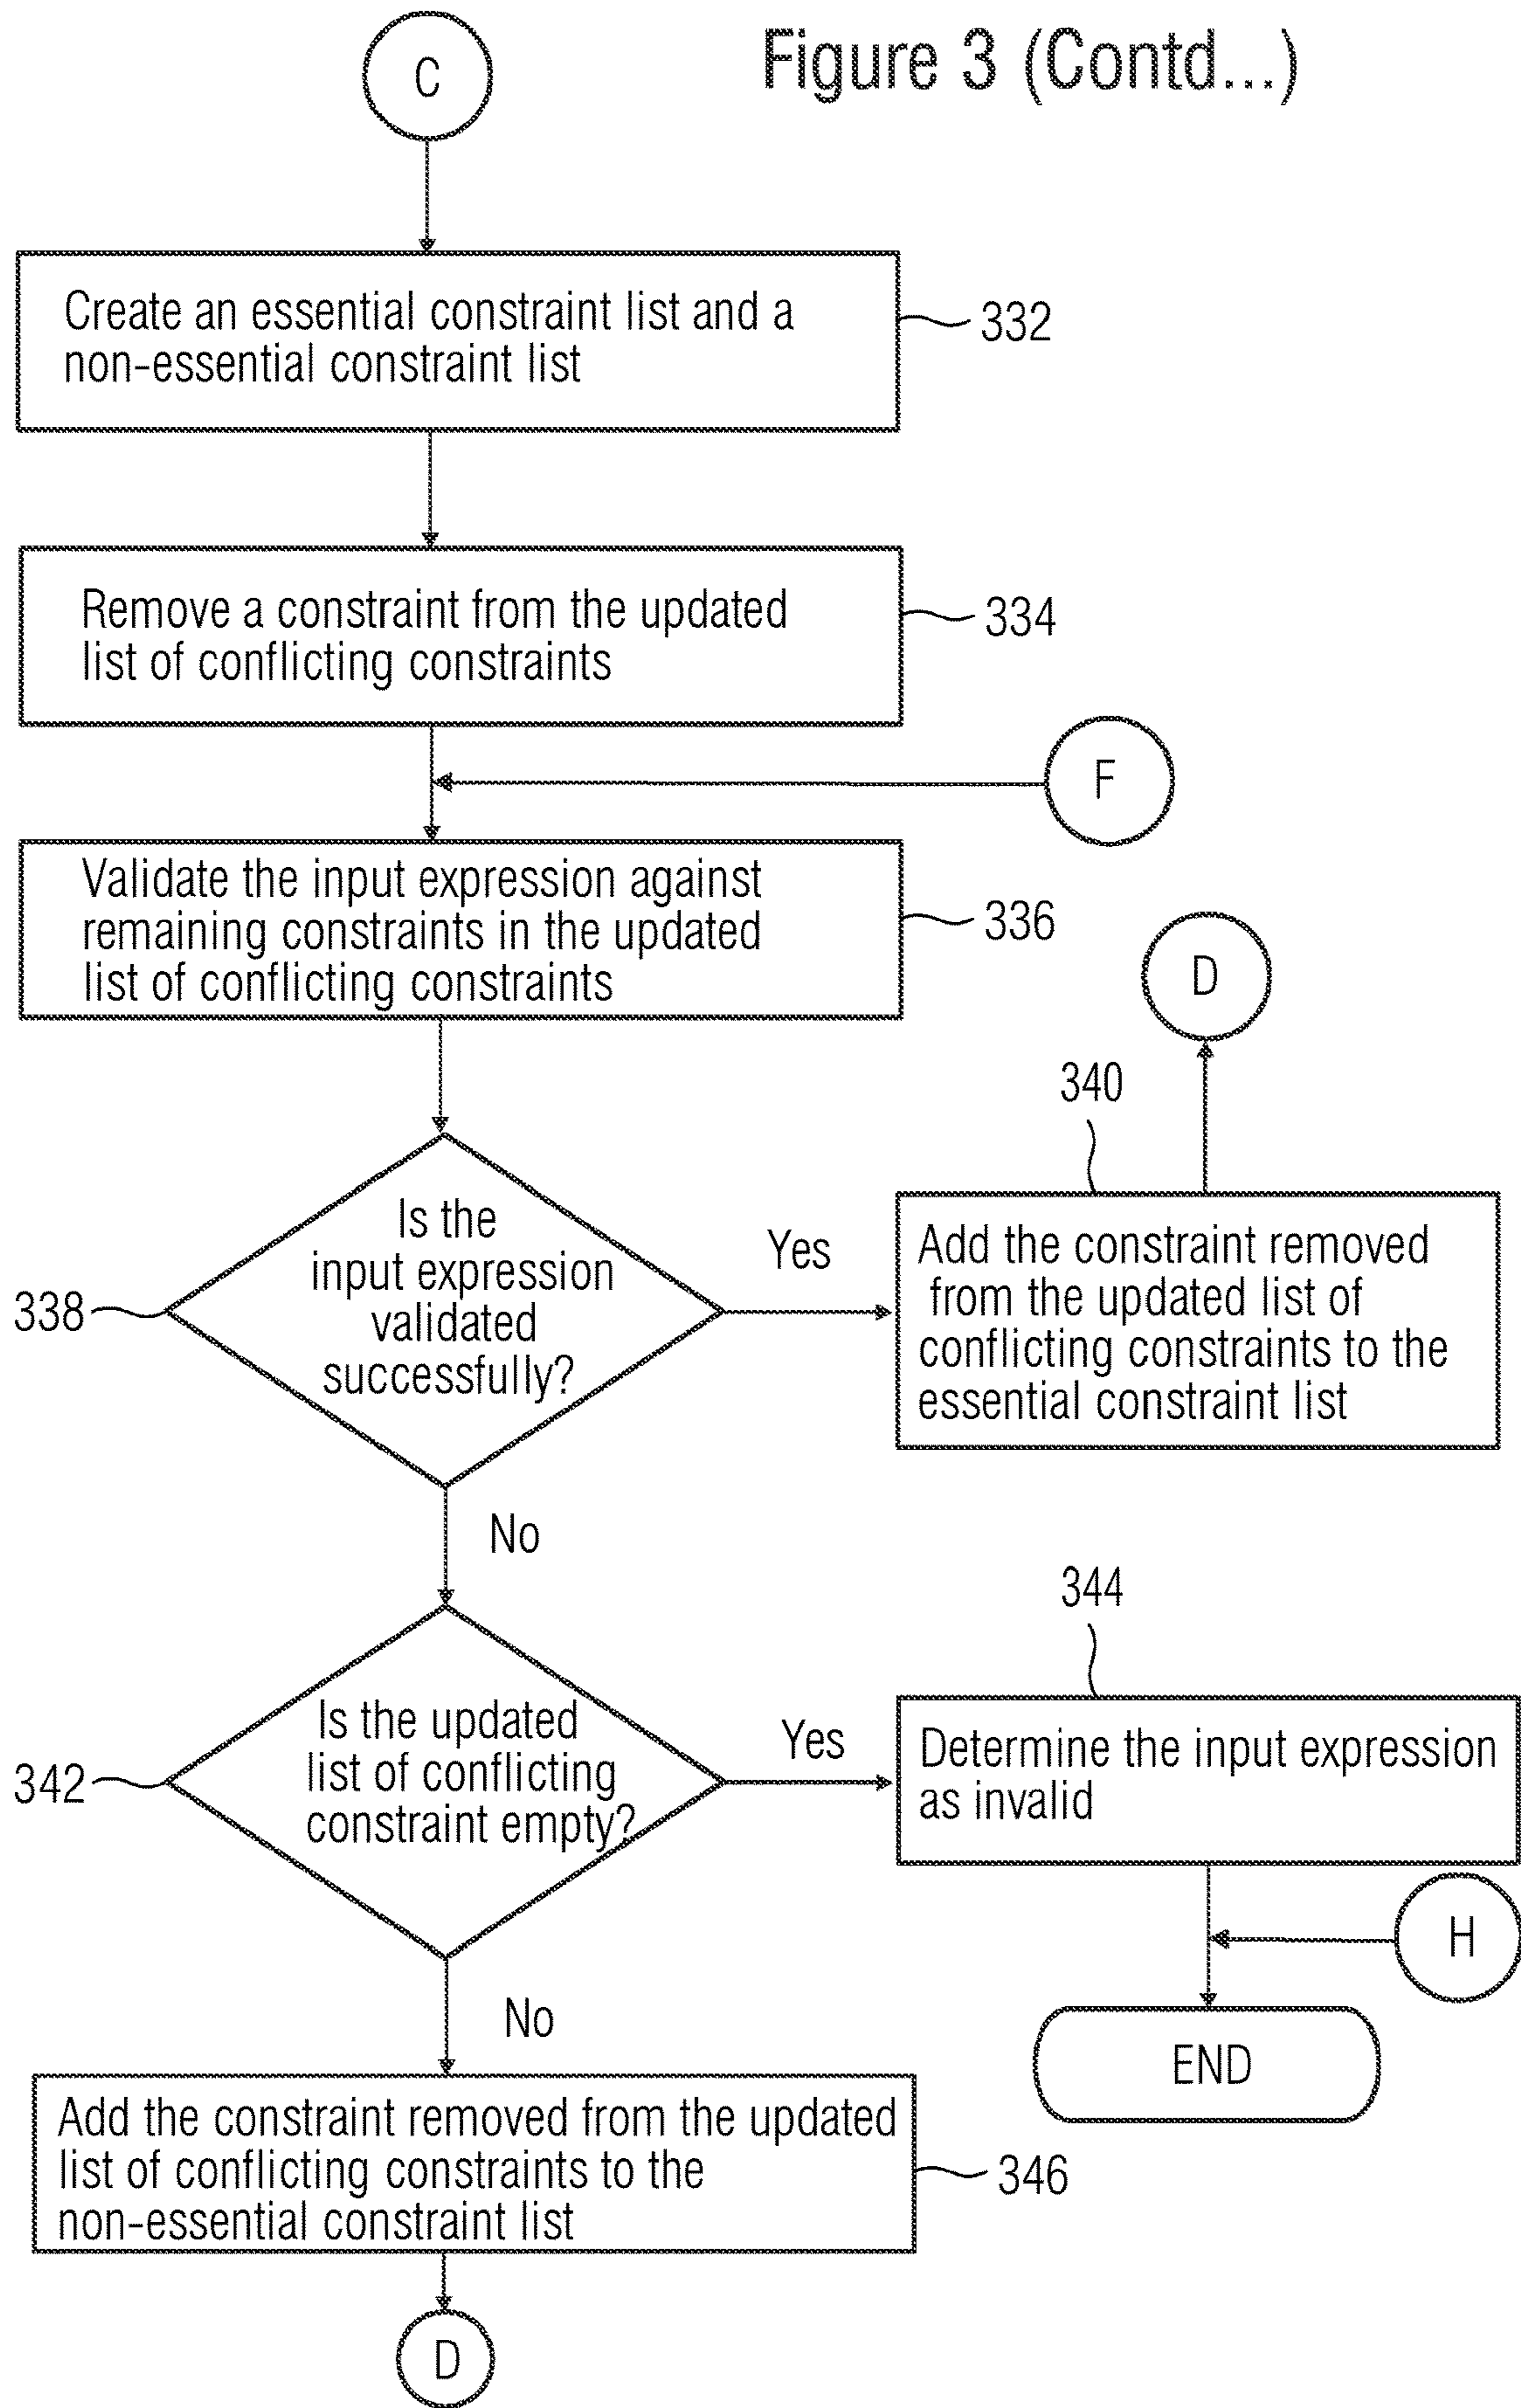 Figure 3 (Contd...)
C
Create an essential constraint list and a
non-essential constraint list
332
Remove a constraint from the updated
list of conflicting constraints
334
F
Validate the input expression against
remaining constraints in the updated
list of conflicting constraints
336
D
340
Is the
input expression
validated
successfully?
338
Yes
Add the constraint removed
from the updated list of
conflicting constraints to the
essential constraint list
No
344
Is the updated
list of conflicting
constraint empty?
342
Yes
Determine the input expression
as invalid
H
No
END
Add the constraint removed from the updated
list of conflicting constraints to the
non-essential constraint list
346
D